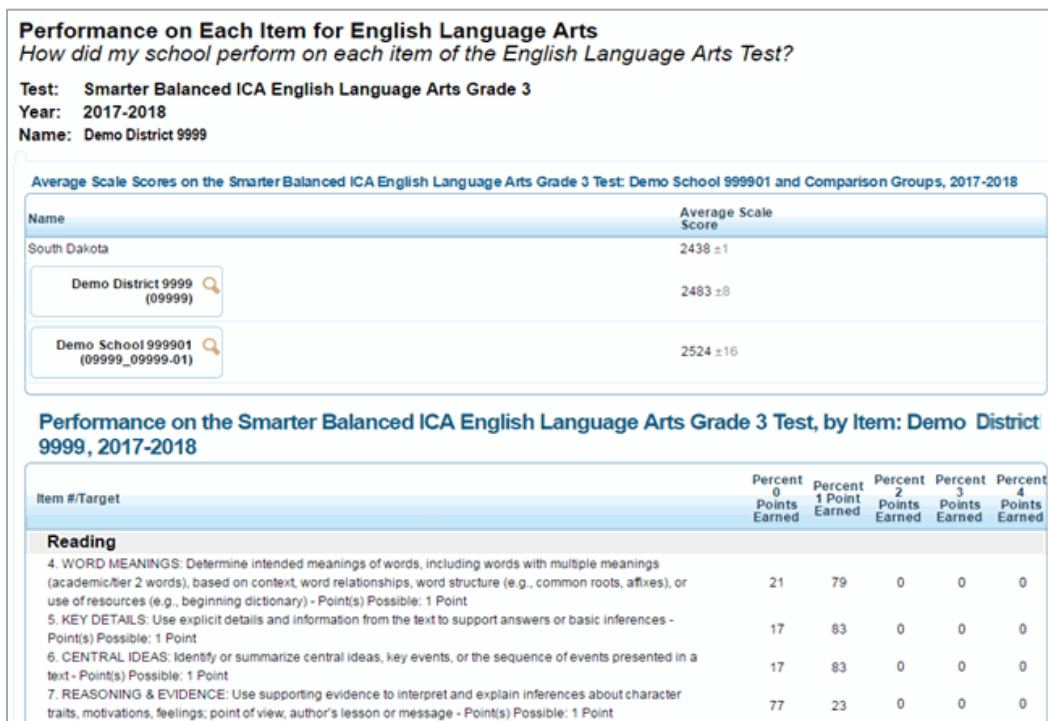 Performance on Each Item for English Language Arts
How did my school perform on each item of the English Language Arts Test?
Test: Smarter Balanced ICA English Language Arts Grade 3
Year: 2017-2018
Name: Demo District 9999
Average Scale Scores on the Smarter Balanced ICA English Language Arts Grade 3 Test: Demo School 999901 and Comparison Groups, 2017-2018
Name Average Scale
Score
South Dakota 2438 ±1
Demo District 9999
(09999)
2483 ±8
Demo School 999901
(09999_09999-01)
2524 ±16
Performance on the Smarter Balanced ICA English Language Arts Grade 3 Test, by Item: Demo District
9999, 2017-2018
Item #/Target
Percent 0 Points Earned
Percent 1 Point Earned
Percent 2 Points Earned
Percent 3 Points Earned
Percent 4 Points Earned
Reading
4. WORD MEANINGS: Determine intended meanings of words, including words with multiple meanings
(academic/tier 2 words), based on context, word relationships, word structure (e.g., common roots, affixes), or
use of resources (e.g., beginning dictionary) - Point(s) Possible: 1 Point
21 79 0 0 0
5. KEY DETAILS: Use explicit details and information from the text to support answers or basic inferences -
Point(s) Possible: 1 Point
17 83 0 0 0
6. CENTRAL IDEAS: Identify or summarize central ideas, key events, or the sequence of events presented in a
text - Point(s) Possible: 1 Point
17 83 0 0 0
7. REASONING & EVIDENCE: Use supporting evidence to interpret and explain inferences about character
traits, motivations, feelings; point of view, author's lesson or message - Point(s) Possible: 1 Point
77 23 0 0 0